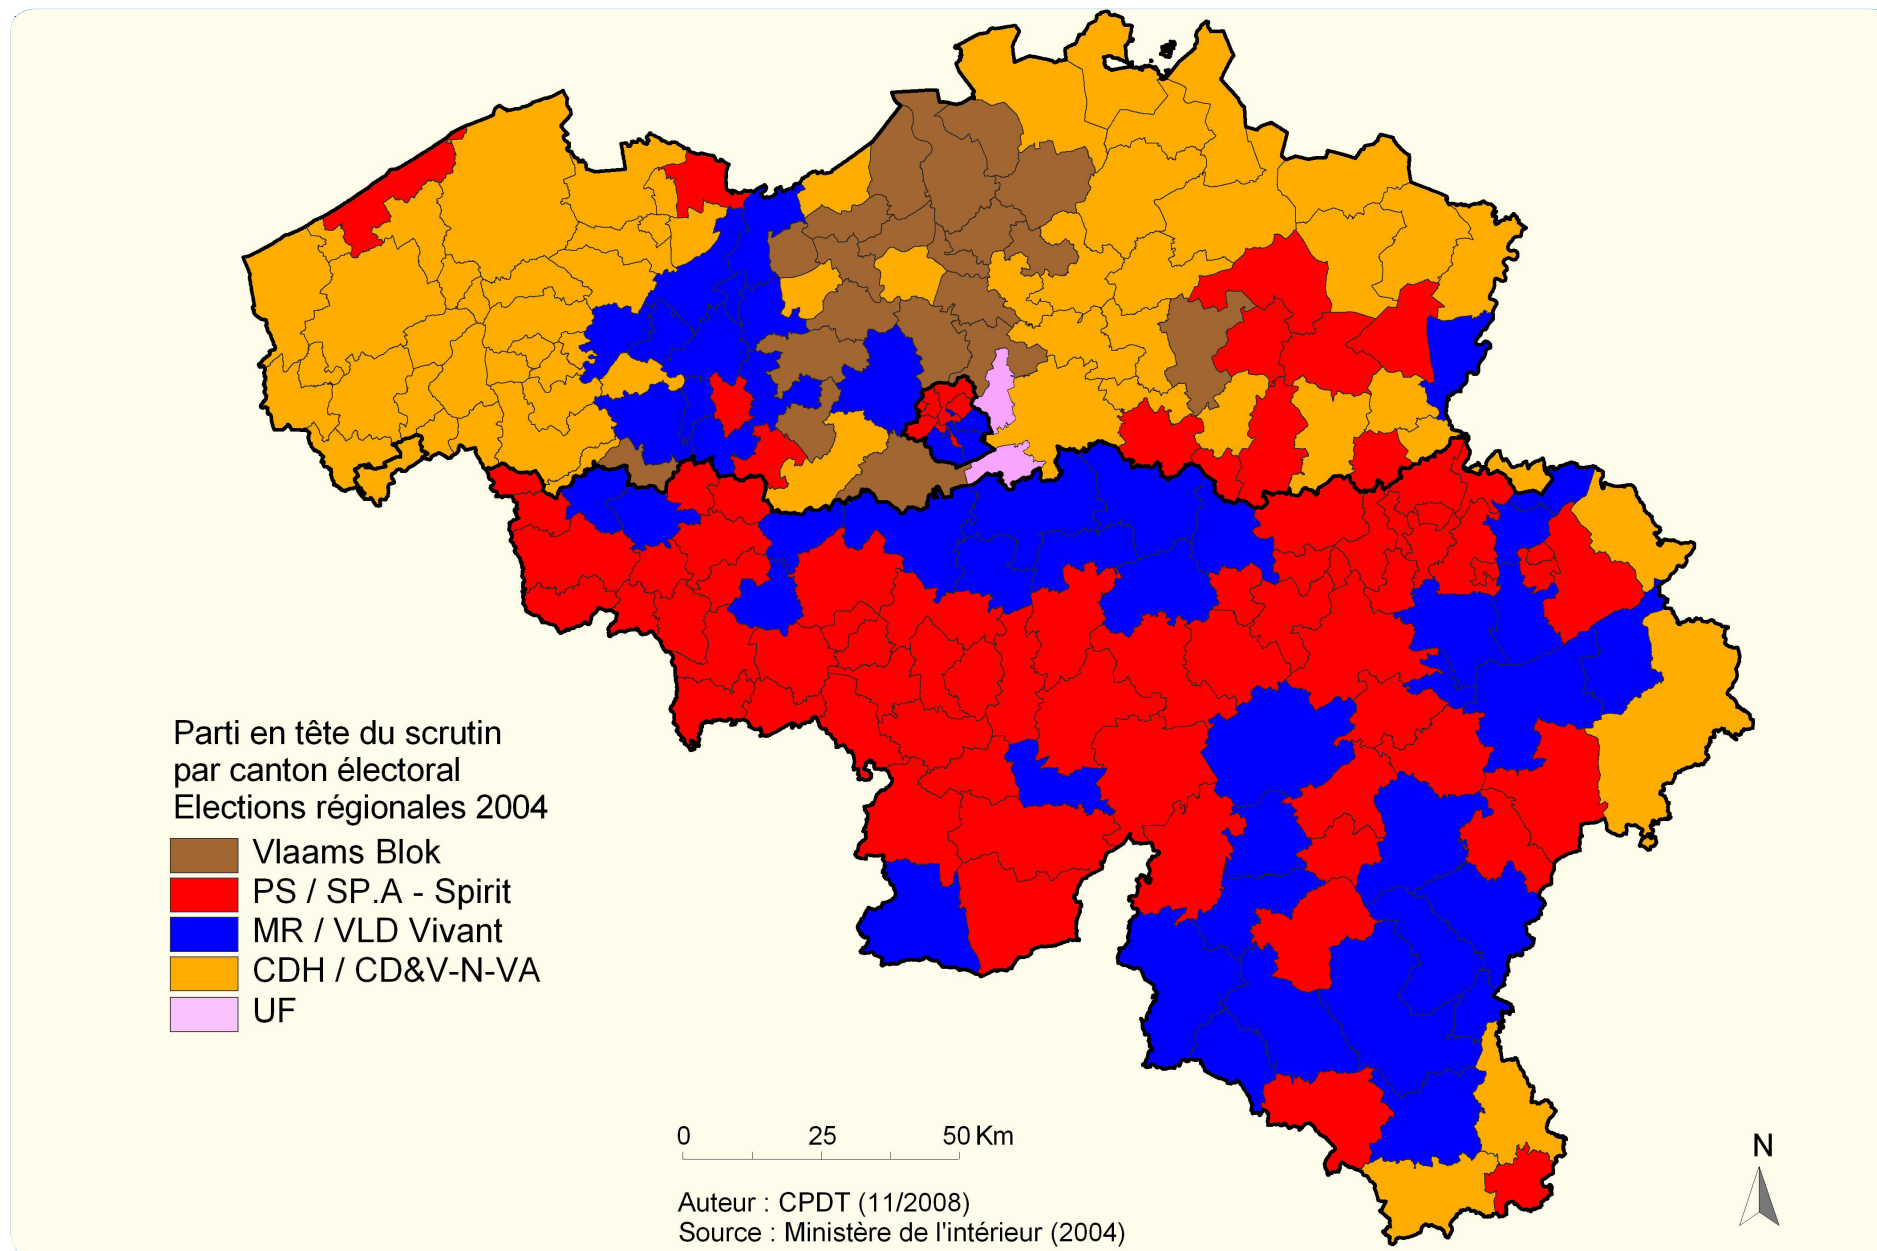 Parti en tête du scrutin
par canton électoral
Elections régionales 2004
Vlaams Blok
PS / SP.A - Spirit
MR / VLD Vivant
CDH / CD&V-N-VA
UF
0 25 50 Km
N
Auteur : CPDT (11/2008)
Source : Ministère de l'intérieur (2004)